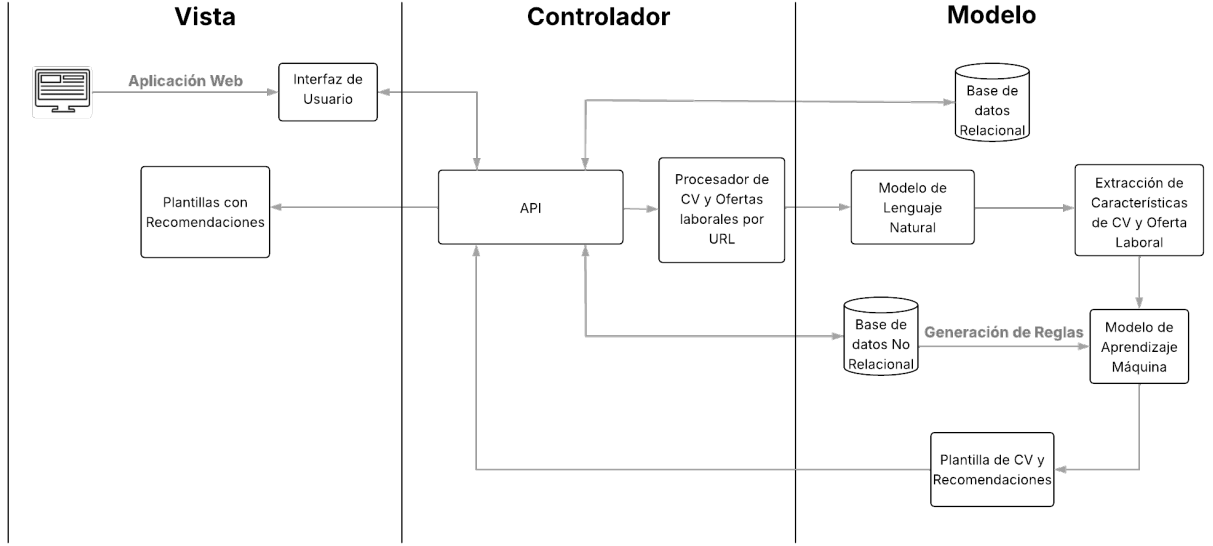 Vista
Controlador
Modelo
Aplicación Web
Interfaz de
Usuario
Base de
datos
Relacional
Plantillas con
Recomendaciones
API
Procesador de
CV y Ofertas
laborales por
URL
Modelo de
Lenguaje
Natural
Extracción de
Características
de CV y Oferta
Laboral
Base de
datos No
Relacional
Generación de Reglas
Modelo de
Aprendizaje
Máquina
Plantilla de CV y
Recomendaciones